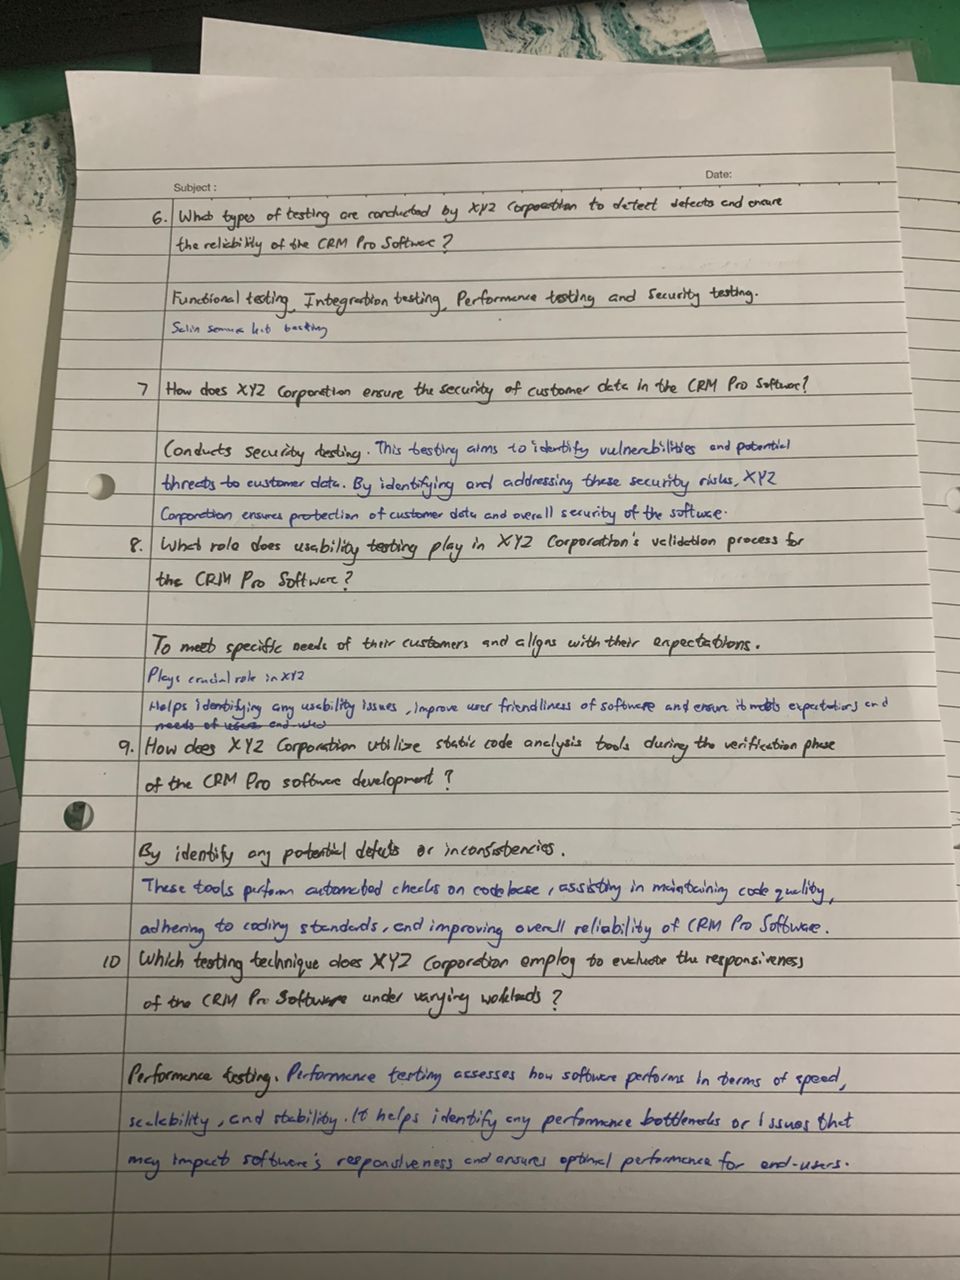 Subject :
Date:
6. What types of testing are conducted by XYZ Corporation to detect defects and ensure
the reliability of the CRM Pro Software ?
Functional testing, Integration testing, Performance testing and Security testing.
Salin semua k.b testing
7 How does XYZ Corporation ensure the security of customer data in the CRM Pro Software?
Conducts security testing. This testing aims to identify vulnerabilities and potential
threats to customer data. By identifying and addressing these security risks, XYZ
Corporation ensures protection of customer data and overall security of the software.
8. What role does usability testing play in XYZ Corporation's validation process for
the CRM Pro Software ?
To meet specific needs of their customers and aligns with their expectations.
Plays crucial role in XYZ
Helps identifying any usability issues, improve user friendliness of software and ensure it meets expectations and
needs of users end used
9. How does XYZ Corporation utilize static code analysis tools during the verification phase
of the CRM Pro software development ?
By identify any potential defects or inconsistencies.
These tools perform automated checks on codebase, assisting in maintaining code quality,
adhering to coding standards, and improving overall reliability of CRM Pro Software.
10 Which testing technique does XYZ Corporation employ to evaluate the responsiveness
of the CRM Pro Software under varying workloads ?
Performance testing. Performance testing assesses how software performs in terms of speed,
scalability, and stability. It helps identify any performance bottlenecks or issues that
may impact software's responsiveness and ensures optimal performance for end-users.